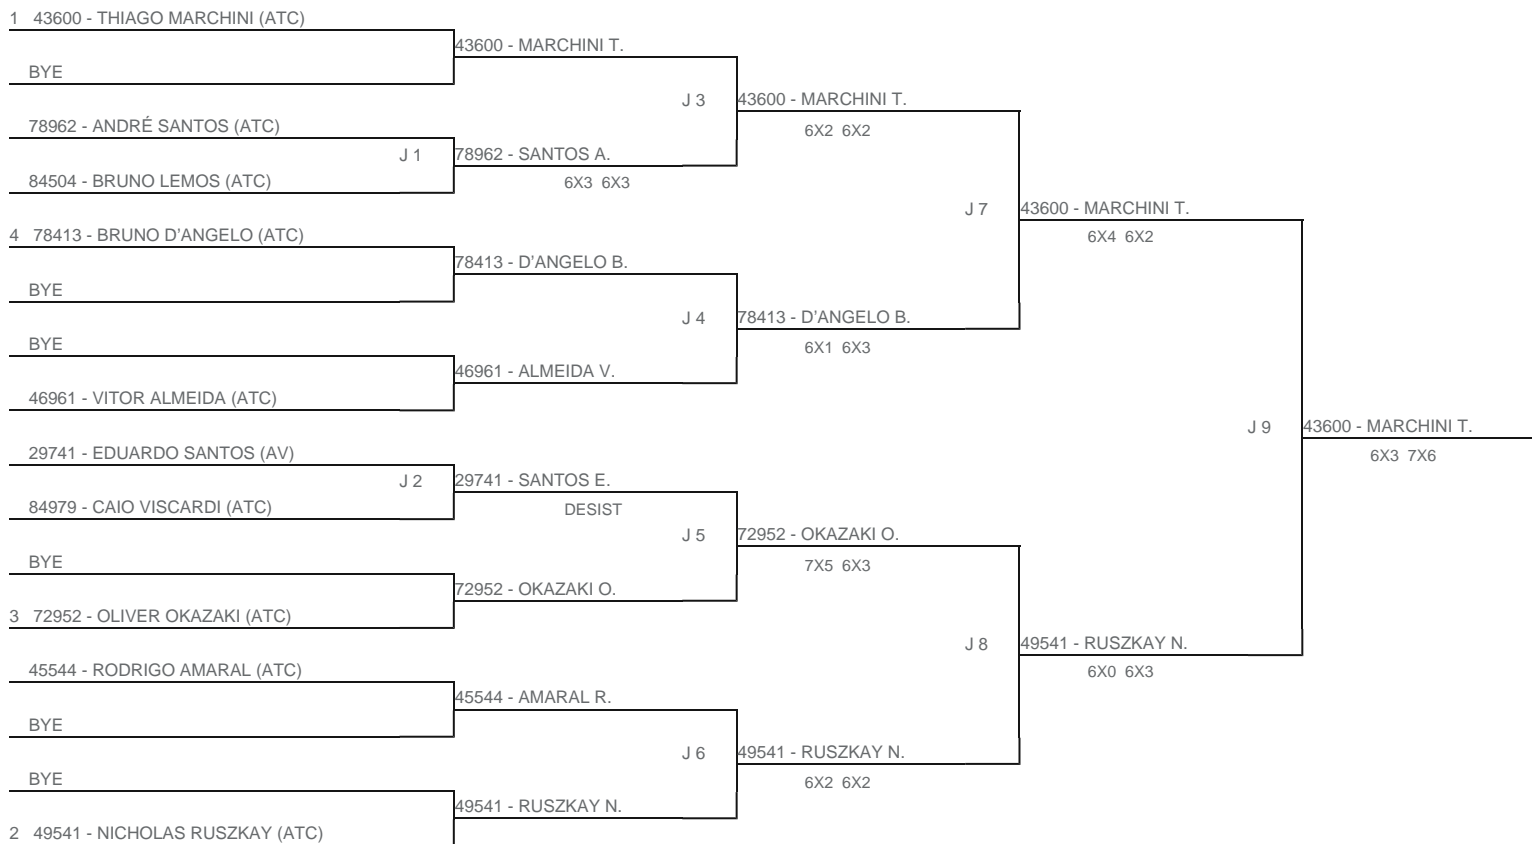 1 43600 - THIAGO MARCHINI (ATC)
43600 - MARCHINI T.
BYE
J 3
43600 - MARCHINI T.
6X2 6X2
78962 - ANDRÉ SANTOS (ATC)
J 1
78962 - SANTOS A.
6X3 6X3
84504 - BRUNO LEMOS (ATC)
J 7
43600 - MARCHINI T.
6X4 6X2
4 78413 - BRUNO D'ANGELO (ATC)
78413 - D'ANGELO B.
BYE
J 4
78413 - D'ANGELO B.
6X1 6X3
BYE
46961 - ALMEIDA V.
46961 - VITOR ALMEIDA (ATC)
J 9
43600 - MARCHINI T.
6X3 7X6
29741 - EDUARDO SANTOS (AV)
J 2
29741 - SANTOS E.
DESIST
84979 - CAIO VISCARDI (ATC)
J 5
72952 - OKAZAKI O.
7X5 6X3
BYE
72952 - OKAZAKI O.
3 72952 - OLIVER OKAZAKI (ATC)
J 8
49541 - RUSZKAY N.
6X0 6X3
45544 - RODRIGO AMARAL (ATC)
45544 - AMARAL R.
BYE
J 6
49541 - RUSZKAY N.
6X2 6X2
BYE
49541 - RUSZKAY N.
2 49541 - NICHOLAS RUSZKAY (ATC)